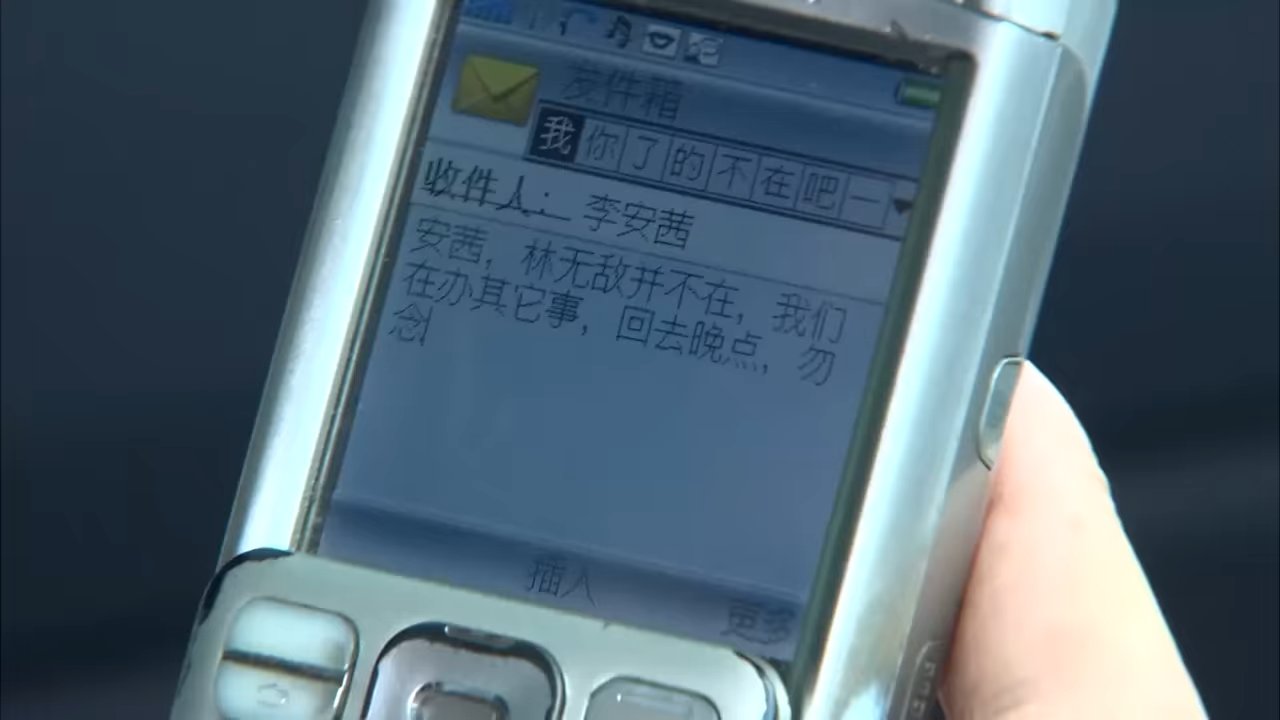 发件箱
我你了的不在吧一
收件人： 李安茜
安茜，林无敌并不在，我们
在办其它事，回去晚点，勿
念
插入
更多